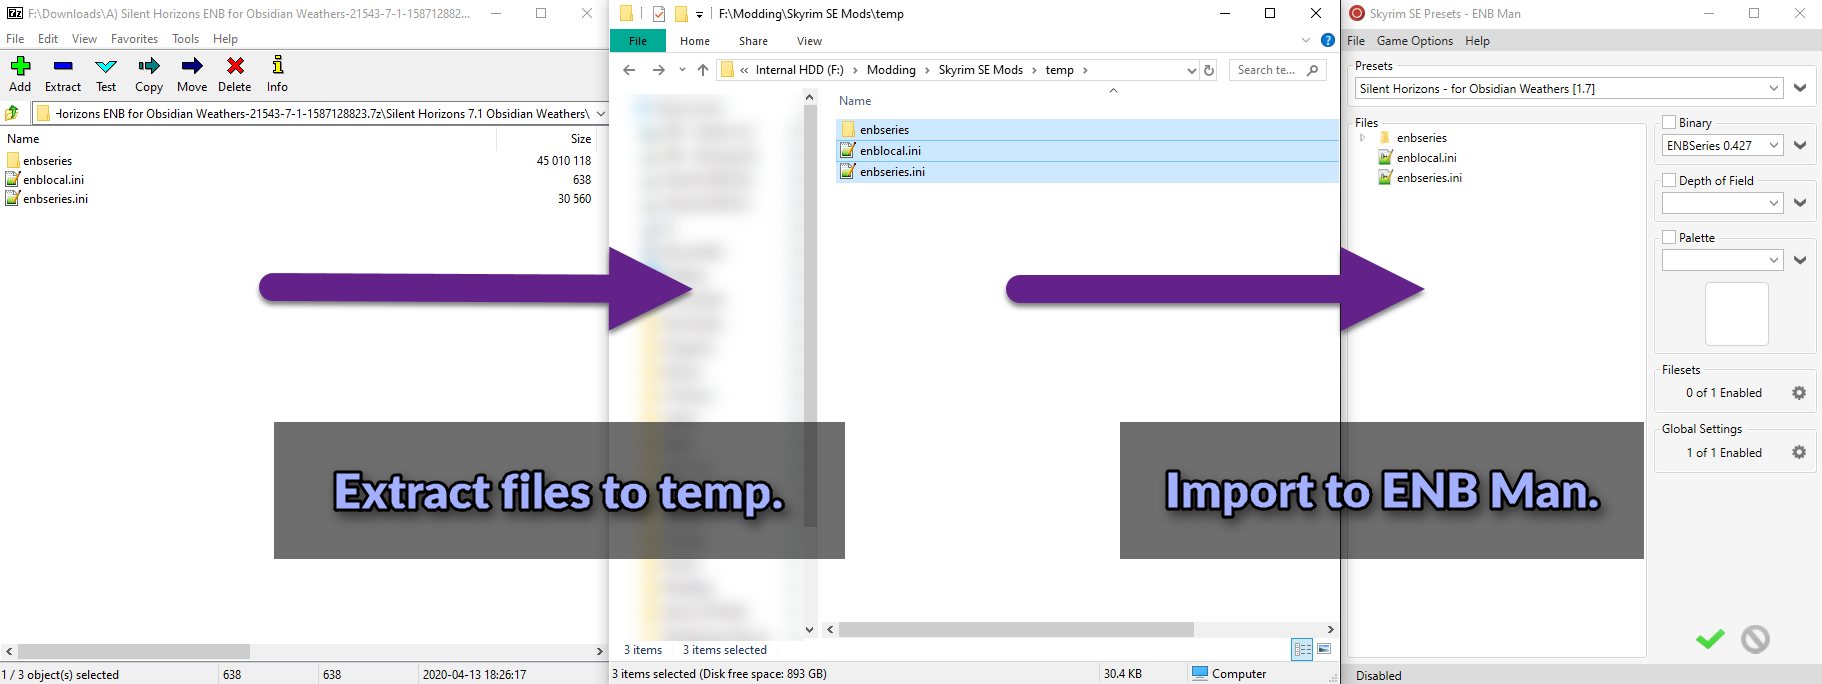 F:\Downloads\A) Silent Horizons ENB for Obsidian Weathers-21543-7-1-158712882...
File Edit View Favorites Tools Help
Add Extract Test Copy Move Delete Info
Horizons ENB for Obsidian Weathers-21543-7-1-1587128823.7z\Silent Horizons 7.1 Obsidian Weathers\
Name Size
enbseries 45 010 118
enblocal.ini 638
enbseries.ini 30 560
1 / 3 object(s) selected 638 638 2020-04-13 18:26:17
F:\Modding\Skyrim SE Mods\temp
File Home Share View
« Internal HDD (F:) > Modding > Skyrim SE Mods > temp >
Search te...
Name
enbseries
enblocal.ini
enbseries.ini
3 items 3 items selected
3 items selected (Disk free space: 893 GB) 30.4 KB Computer
Extract files to temp.
Skyrim SE Presets - ENB Man
File Game Options Help
Presets
Silent Horizons - for Obsidian Weathers [1.7]
Files
enbseries
enblocal.ini
enbseries.ini
Binary
ENBSeries 0.427
Depth of Field
Palette
Filesets
0 of 1 Enabled
Global Settings
1 of 1 Enabled
Import to ENB Man.
Disabled